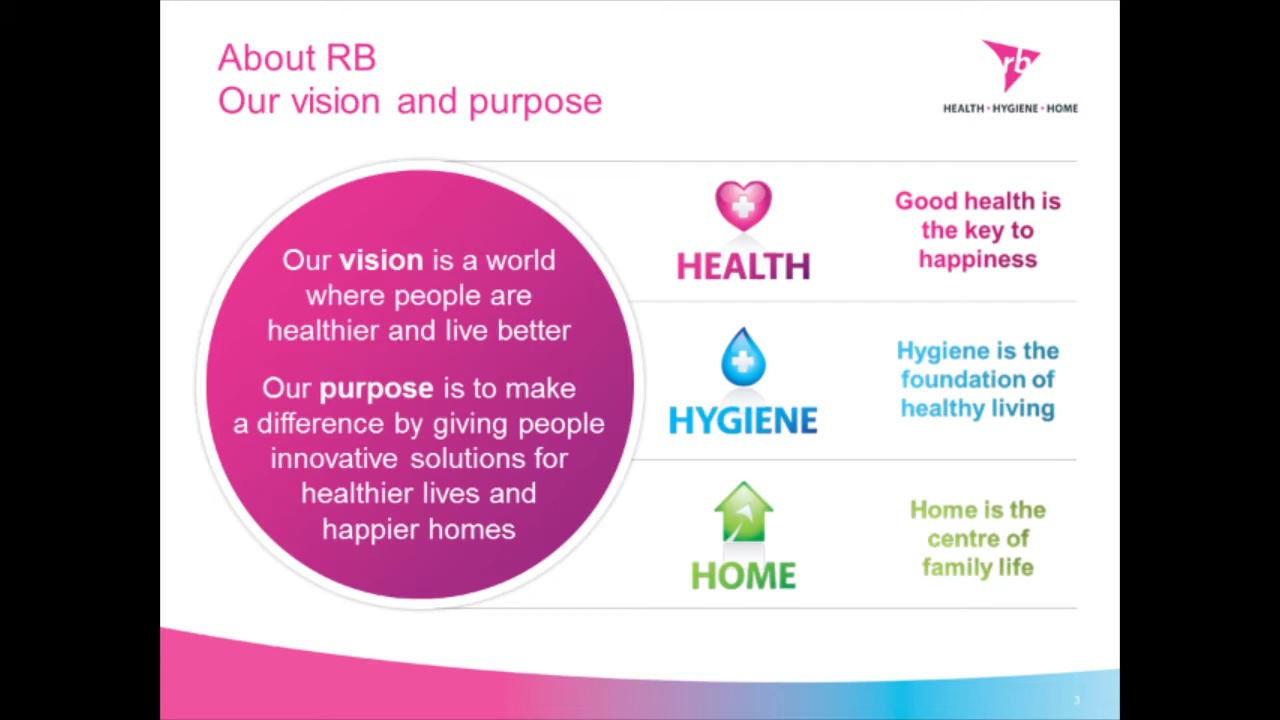 About RB
Our vision and purpose
rb
HEALTH • HYGIENE • HOME
Our vision is a world
where people are
healthier and live better
Our purpose is to make
a difference by giving people
innovative solutions for
healthier lives and
happier homes
HEALTH
Good health is
the key to
happiness
HYGIENE
Hygiene is the
foundation of
healthy living
HOME
Home is the
centre of
family life
3